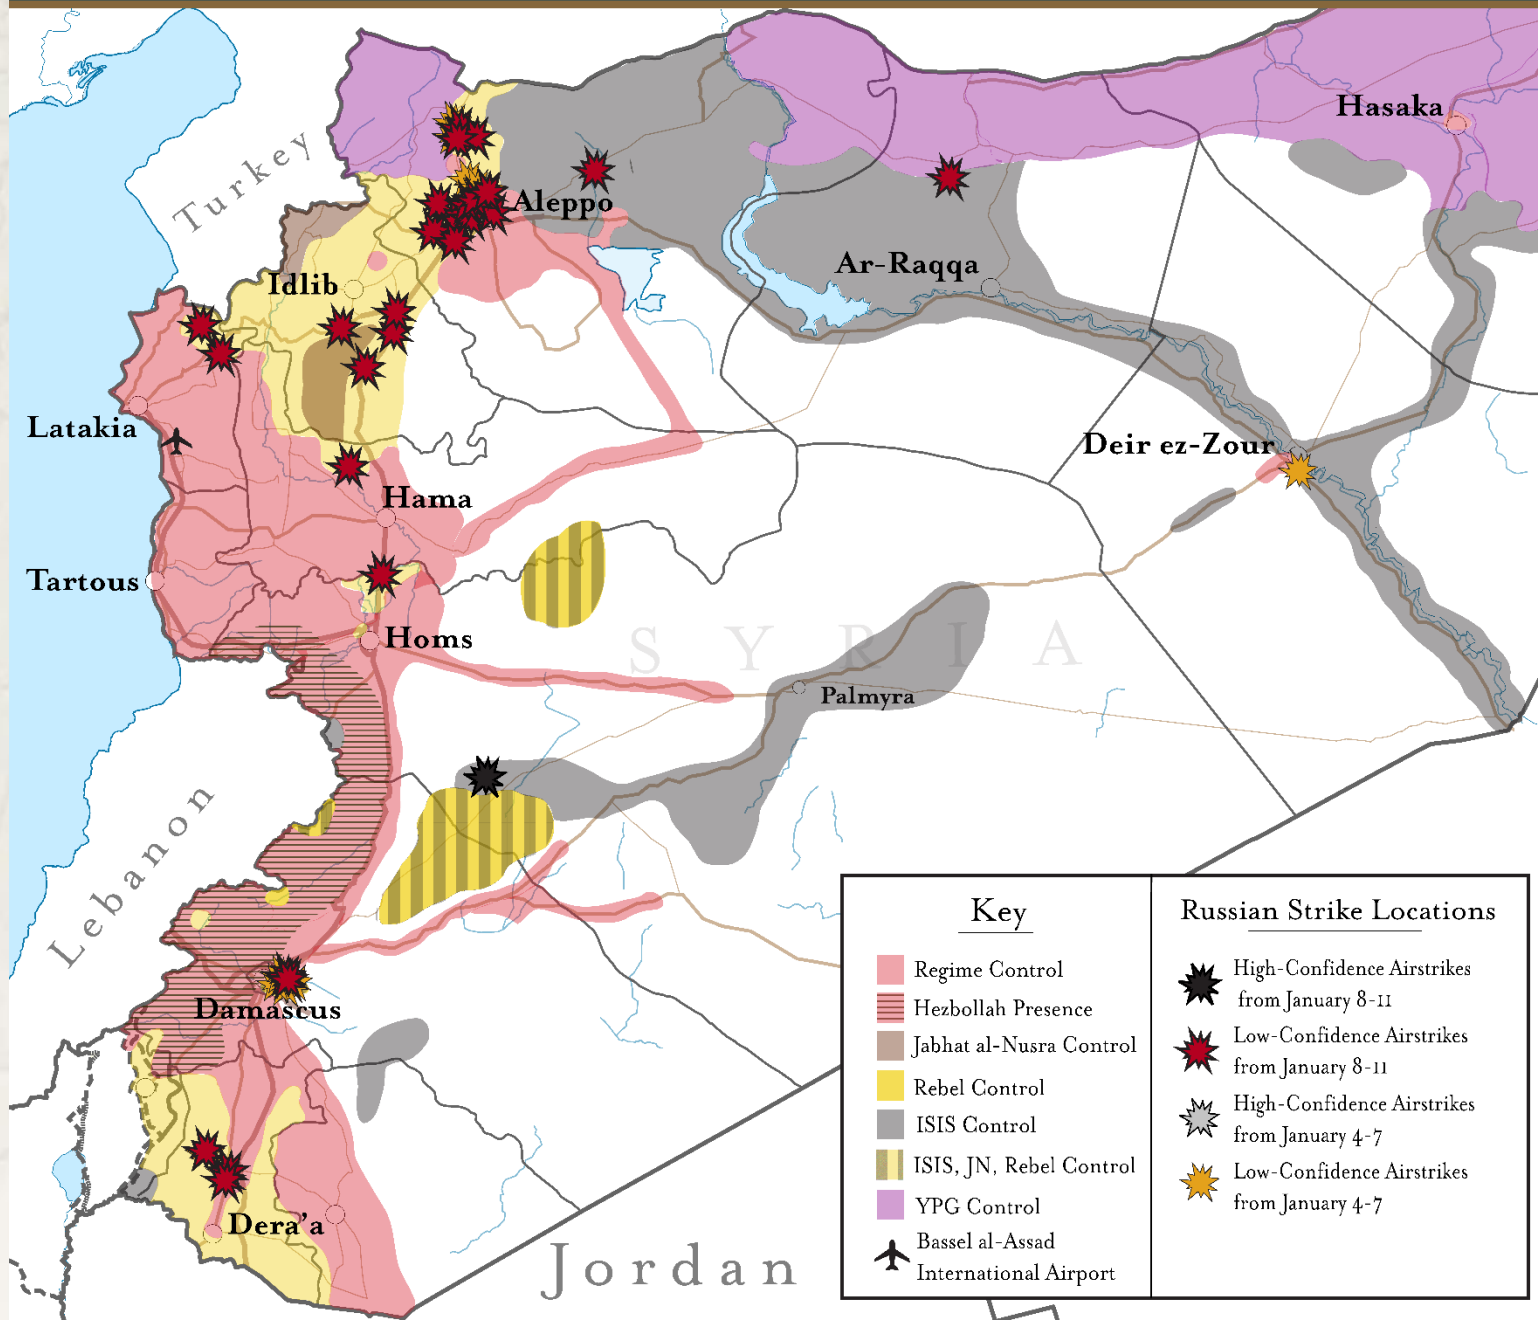 Turkey
Hasaka
Aleppo
Ar-Raqqa
Idlib
Latakia
Deir ez-Zour
Hama
Tartous
Homs
SYRIA
Palmyra
Lebanon
Damascus
Dera'a
Jordan
Key
Regime Control
Hezbollah Presence
Jabhat al-Nusra Control
Rebel Control
ISIS Control
ISIS, JN, Rebel Control
YPG Control
Bassel al-Assad
International Airport
Russian Strike Locations
High-Confidence Airstrikes
from January 8-11
Low-Confidence Airstrikes
from January 8-11
High-Confidence Airstrikes
from January 4-7
Low-Confidence Airstrikes
from January 4-7